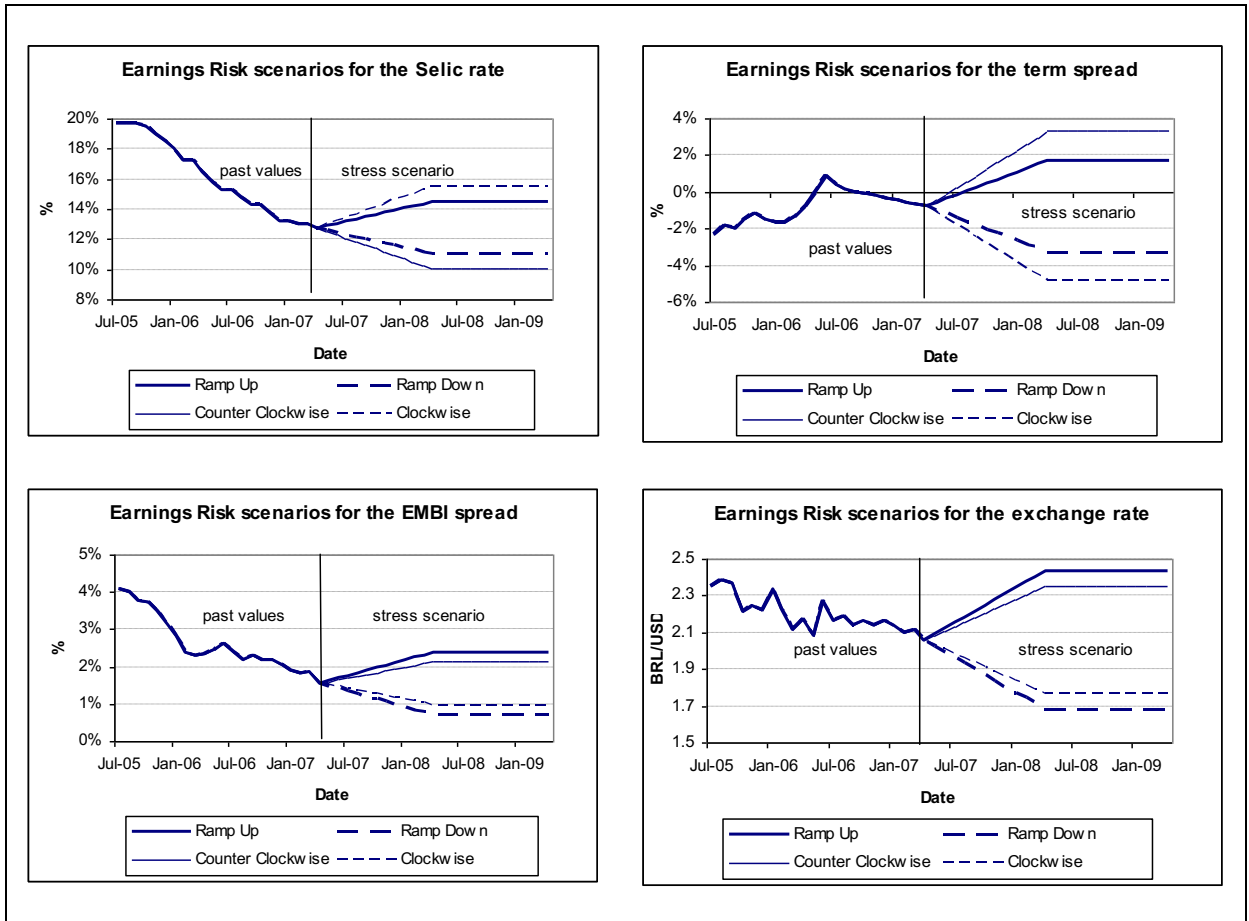 Earnings Risk scenarios for the Selic rate
20%
18%
16%
14%
12%
10%
8%
%
past values
stress scenario
Jul-05 Jan-06 Jul-06 Jan-07 Jul-07 Jan-08 Jul-08 Jan-09
Date
Ramp Up Ramp Down
Counter Clockwise Clockwise
Earnings Risk scenarios for the term spread
4%
2%
0%
-2%
-4%
-6%
%
stress scenario
past values
Jul-05 Jan-06 Jul-06 Jan-07 Jul-07 Jan-08 Jul-08 Jan-09
Date
Ramp Up Ramp Down
Counter Clockwise Clockwise
Earnings Risk scenarios for the EMBI spread
5%
4%
3%
2%
1%
0%
%
past values
stress scenario
Jul-05 Jan-06 Jul-06 Jan-07 Jul-07 Jan-08 Jul-08 Jan-09
Date
Ramp Up Ramp Down
Counter Clockwise Clockwise
Earnings Risk scenarios for the exchange rate
2.5
2.3
2.1
1.9
1.7
1.5
BRL/USD
past values
stress scenario
Jul-05 Jan-06 Jul-06 Jan-07 Jul-07 Jan-08 Jul-08 Jan-09
Date
Ramp Up Ramp Down
Counter Clockwise Clockwise